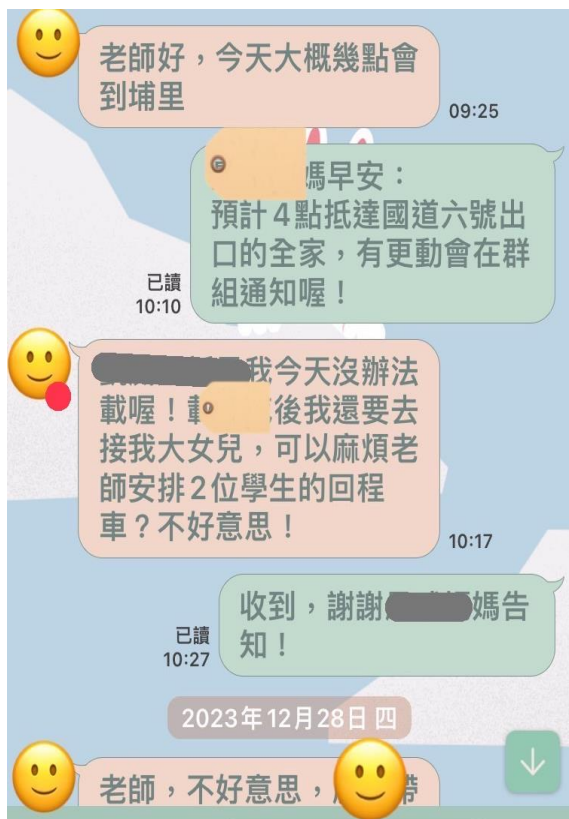 老師好，今天大概幾點會
到埔里
09:25
媽早安：
預計4點抵達國道六號出
口的全家，有更動會在群
組通知喔！
已讀
10:10
我今天沒辦法
載喔！載 後我還要去
接我大女兒，可以麻煩老
師安排2位學生的回程
車？不好意思！
10:17
收到，謝謝 媽告
知！
已讀
10:27
2023年12月28日 四
老師，不好意思， 帶